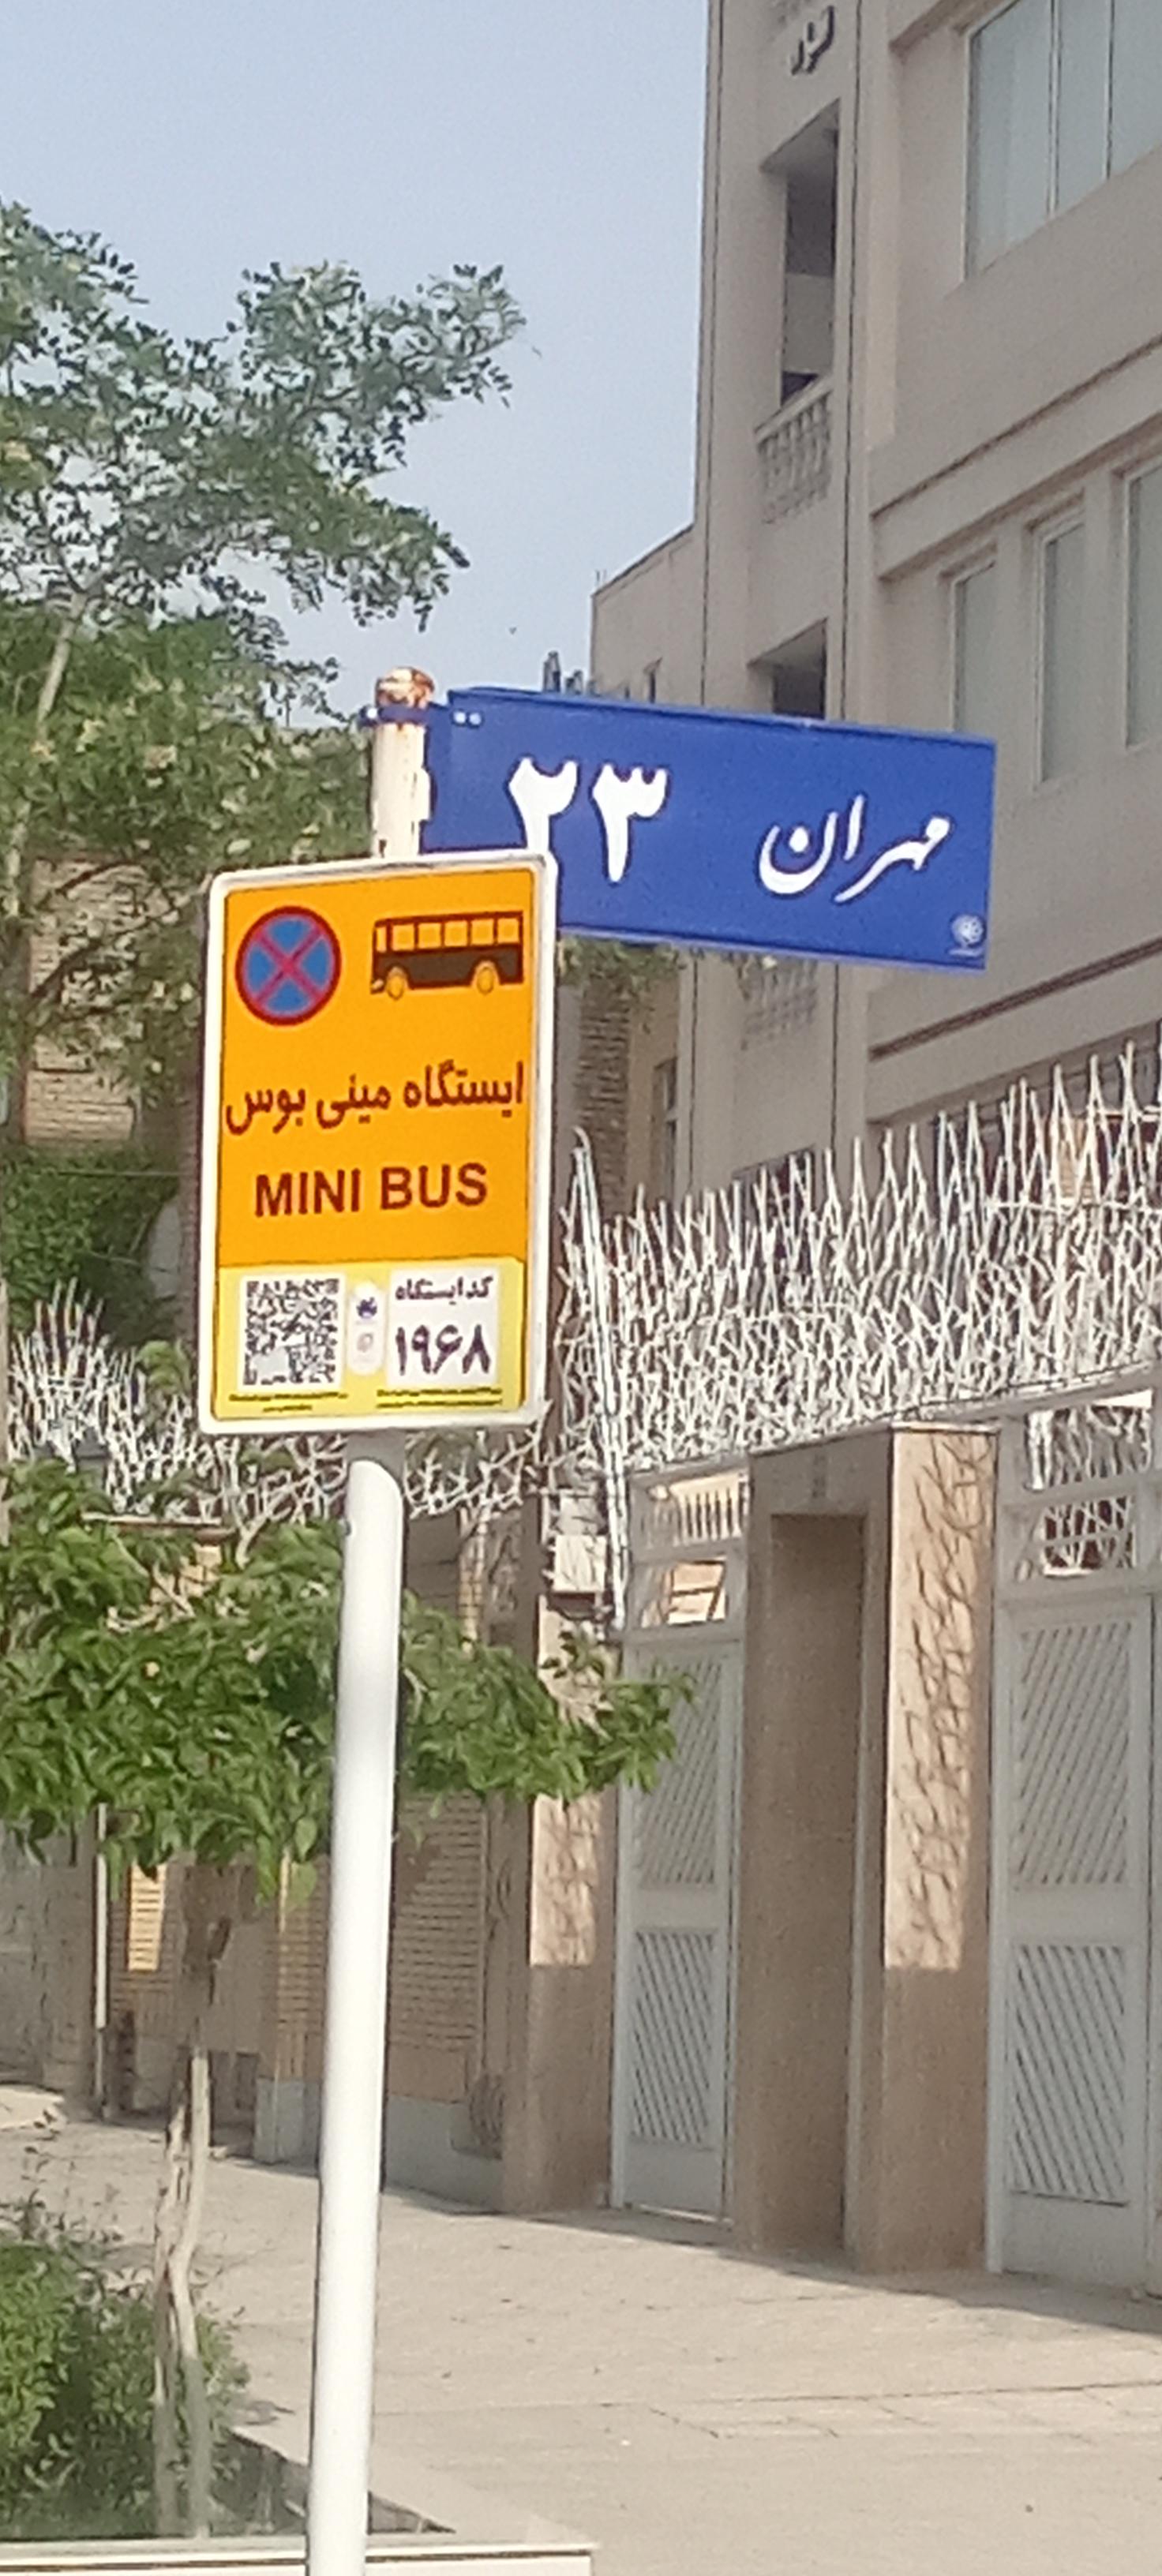 مهران ۲۳
ایستگاه مینی بوس
MINI BUS
کد ایستگاه
۱۹۶۸